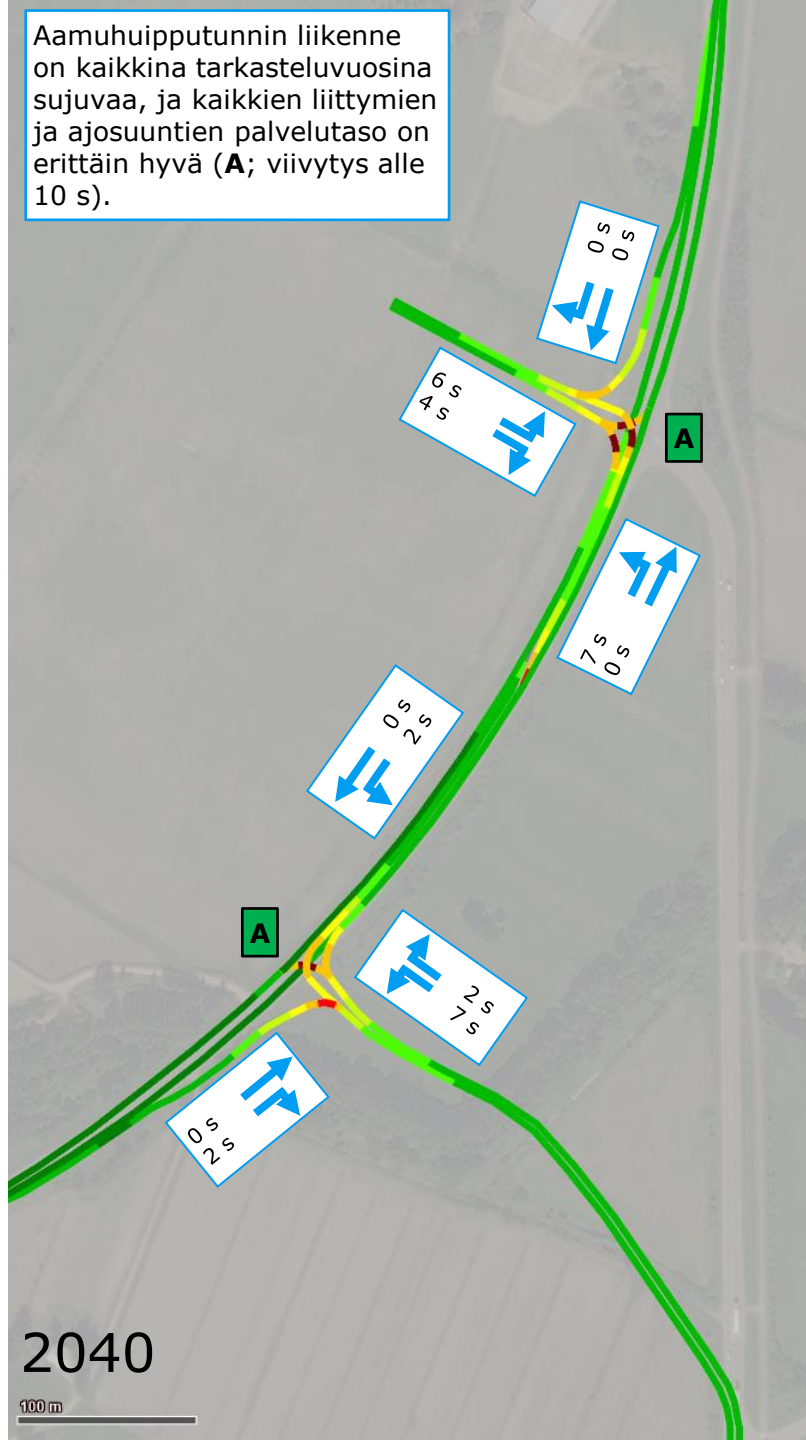 Aamuhuipputunnin liikenne
on kaikkina tarkasteluvuosina
sujuvaa, ja kaikkien liittymien
ja ajosuuntien palvelutaso on
erittäin hyvä (A; viivytys alle
10 s).
0 s
0 s
6 s
4 s
A
7 s
0 s
0 s
2 s
A
2 s
7 s
0 s
2 s
2040
100 m